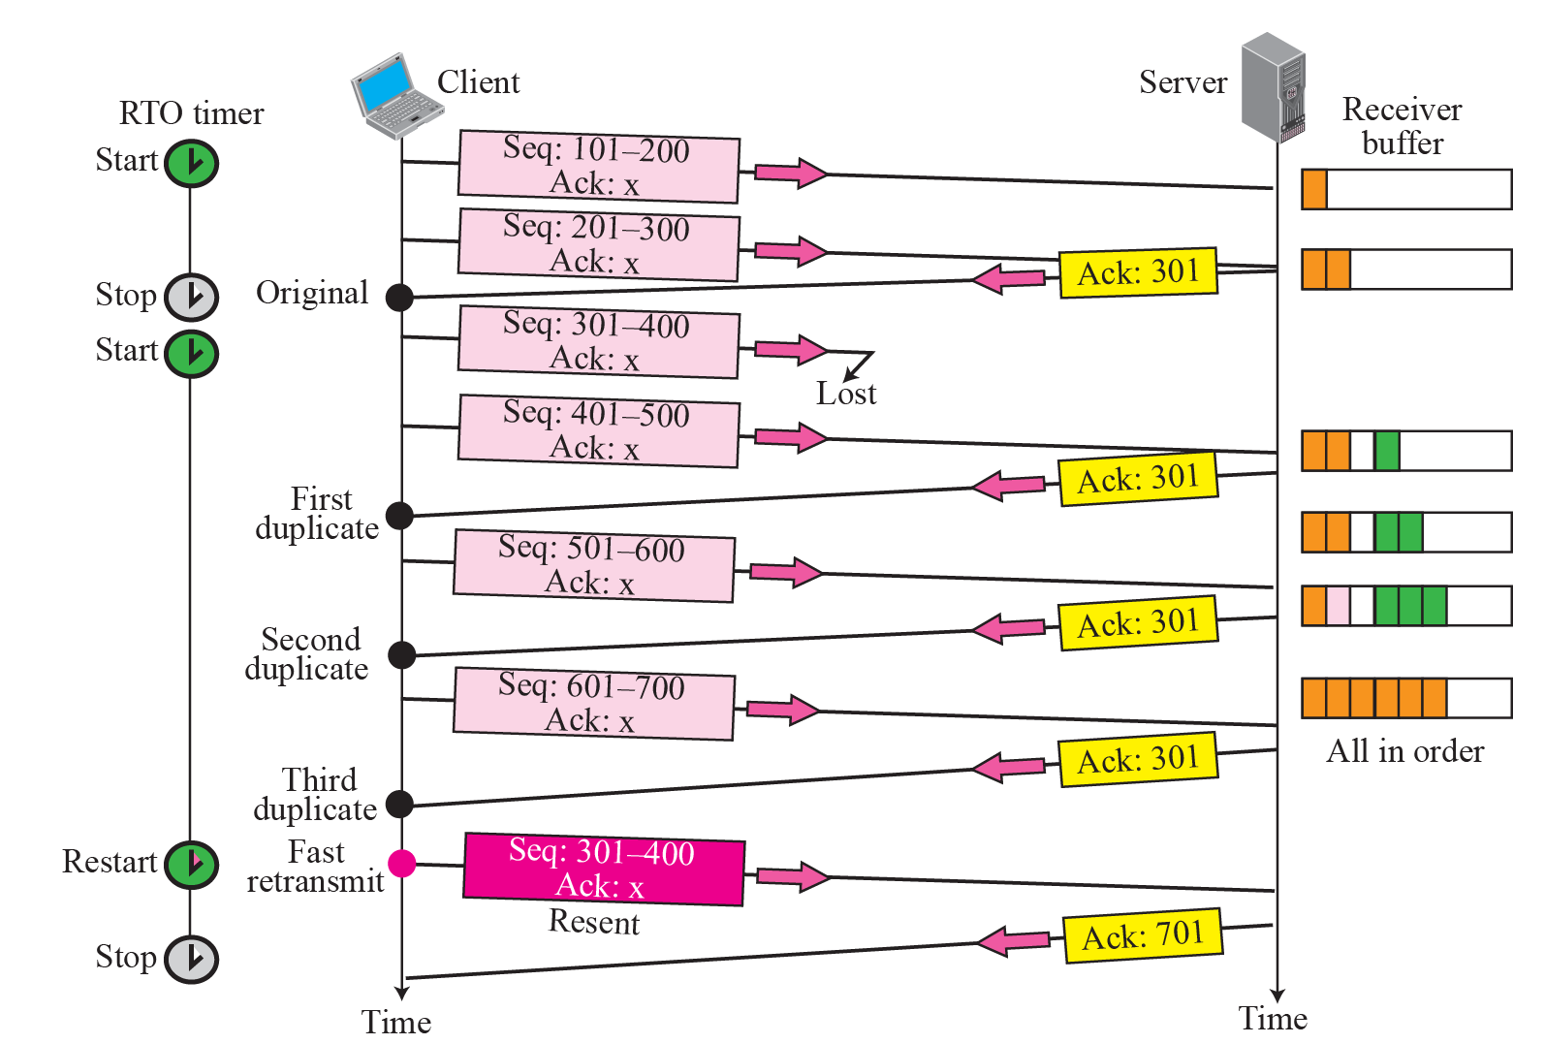 Client
Server
RTO timer
Receiver
buffer
Start
Seq: 101–200
Ack: x
Seq: 201–300
Ack: x
Ack: 301
Stop
Original
Start
Seq: 301–400
Ack: x
Lost
Seq: 401–500
Ack: x
Ack: 301
First
duplicate
Seq: 501–600
Ack: x
Ack: 301
Second
duplicate
Seq: 601–700
Ack: x
All in order
Ack: 301
Third
duplicate
Restart
Fast
retransmit
Seq: 301–400
Ack: x
Resent
Ack: 701
Stop
Time
Time